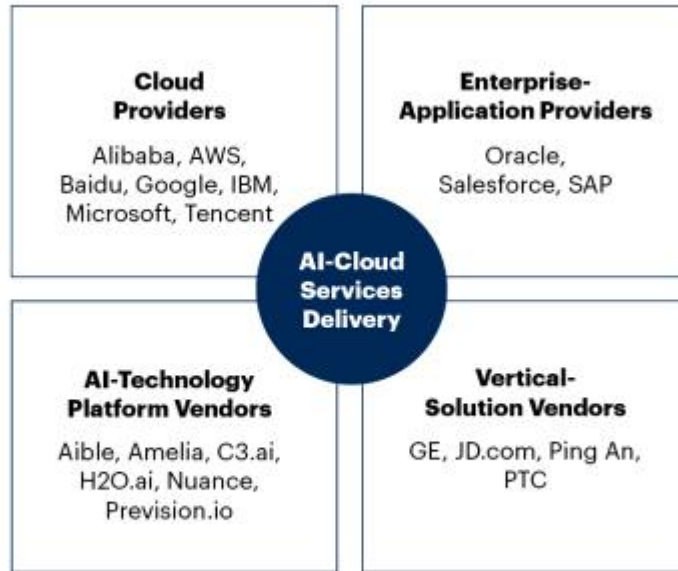 Cloud
Providers
Alibaba, AWS,
Baidu, Google, IBM,
Microsoft, Tencent
Enterprise-
Application Providers
Oracle,
Salesforce, SAP
AI-Cloud
Services
Delivery
AI-Technology
Platform Vendors
Aible, Amelia, C3.ai,
H2O.ai, Nuance,
Prevision.io
Vertical-
Solution Vendors
GE, JD.com, Ping An,
PTC